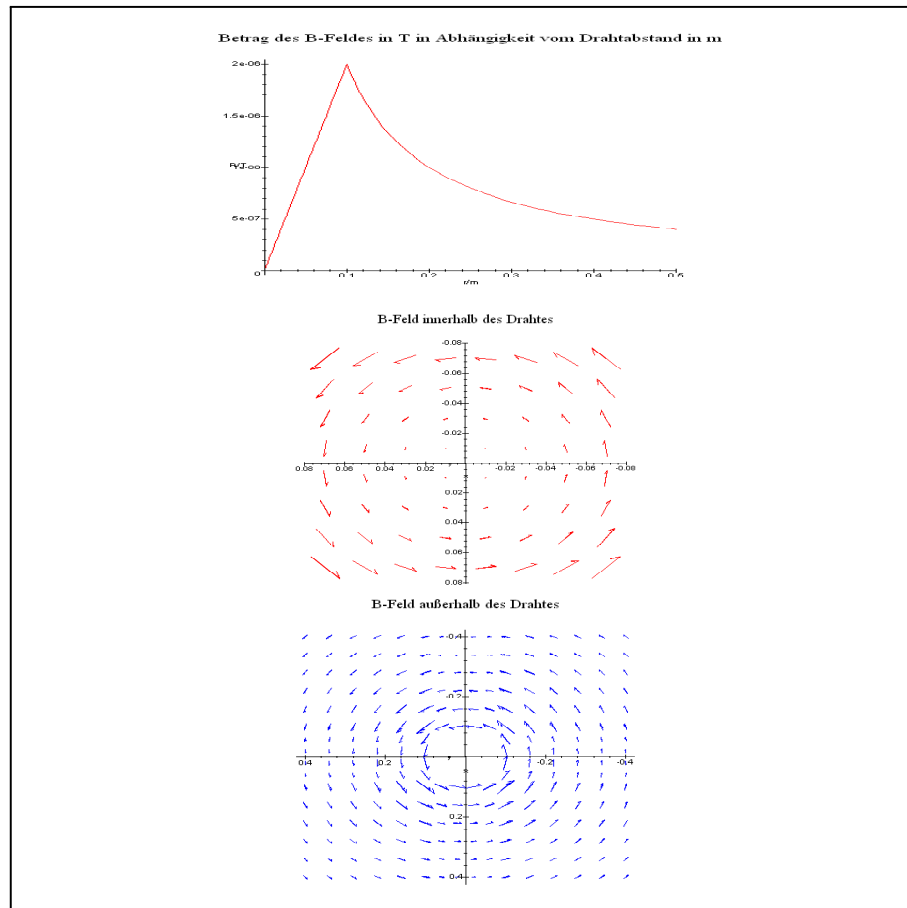 Betrag des B-Feldes in T in Abhängigkeit vom Drahtabstand in m
2e-06
1.5e-06
5e-07
0
0.1
0.2
0.3
0.4
r/m
B-Feld innerhalb des Drahtes
-0.08
-0.06
-0.04
-0.02
0.08 0.06 0.04 0.02 -0.02 -0.04 -0.06 -0.08
0.02
0.04
0.06
0.08
B-Feld außerhalb des Drahtes
-0.4
-0.2
0.4 0.2 -0.2 -0.4
0.2
0.4